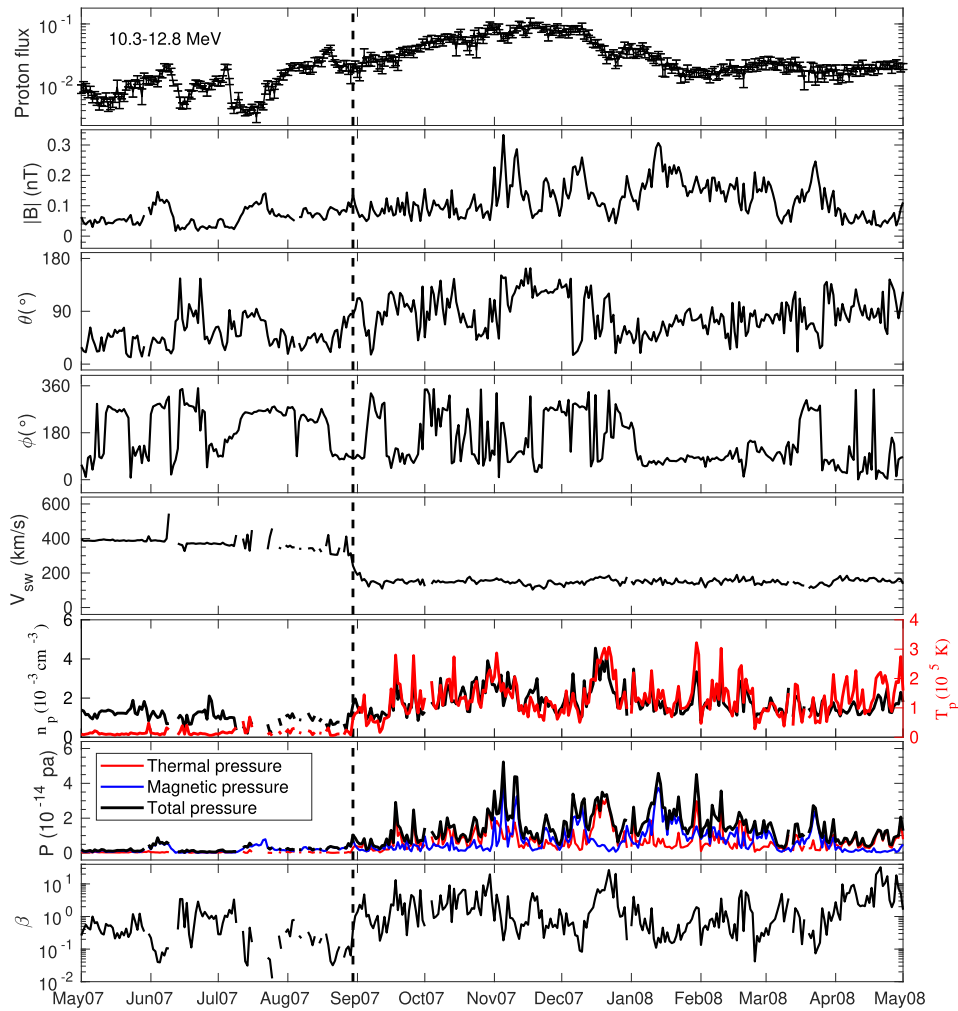 Proton flux
10^-1
10^-2
10.3-12.8 MeV
|B| (nT)
0.3
0.2
0.1
0
θ(°)
180
90
0
ϕ(°)
360
180
0
V_sw (km/s)
600
400
200
0
n_p (10^-3 cm^-3)
6
4
2
0
T_p (10^5 K)
4
3
2
1
0
P (10^-14 pa)
6
4
2
0
Thermal pressure
Magnetic pressure
Total pressure
β
10^1
10^0
10^-1
10^-2
May07 Jun07 Jul07 Aug07 Sep07 Oct07 Nov07 Dec07 Jan08 Feb08 Mar08 Apr08 May08